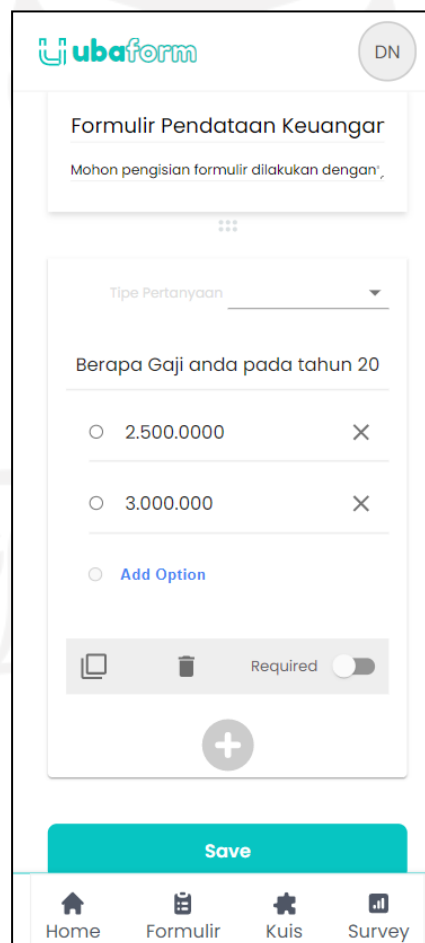 ubaform
DN
Formulir Pendataan Keuangar
Mohon pengisian formulir dilakukan dengan
Tipe Pertanyaan
Berapa Gaji anda pada tahun 20
2.500.0000
3.000.000
Add Option
Required
Save
Home Formulir Kuis Survey